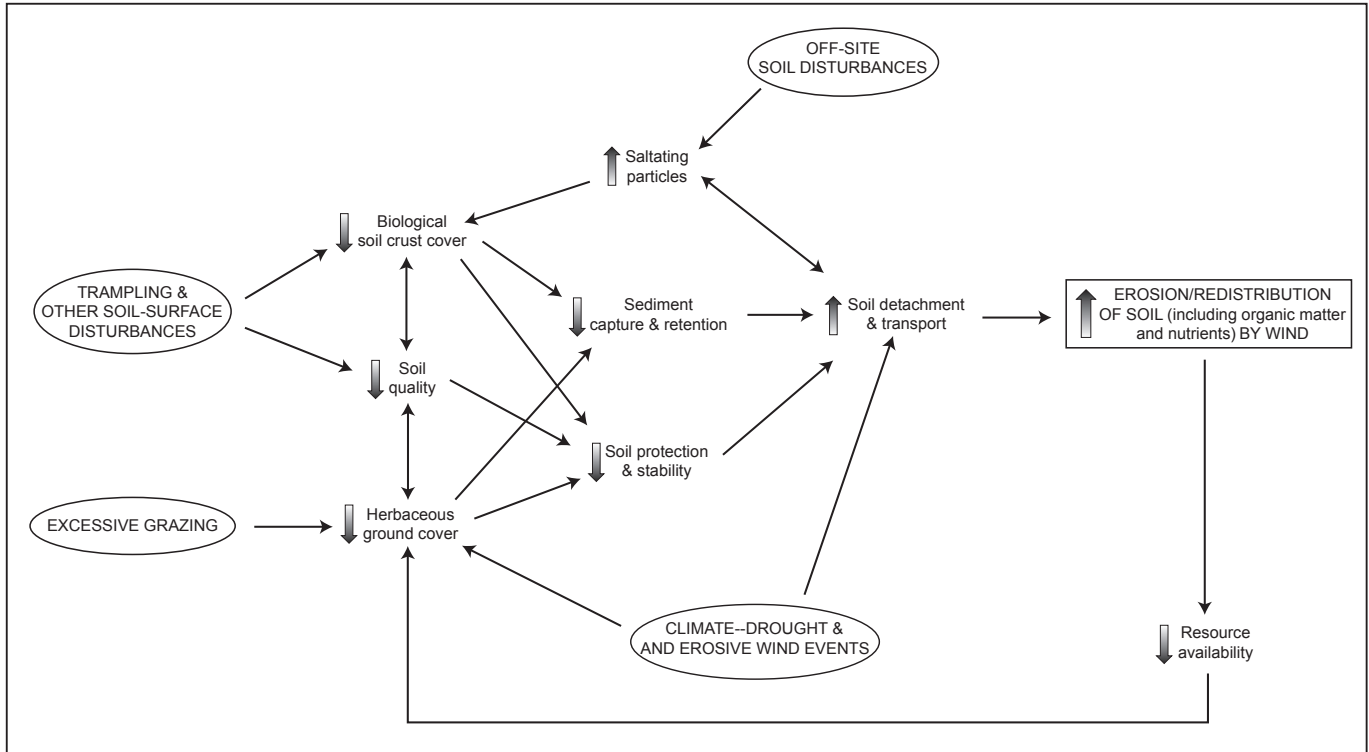 OFF-SITE
SOIL DISTURBANCES
Saltating
particles
Biological
soil crust cover
TRAMPLING &
OTHER SOIL-SURFACE
DISTURBANCES
Sediment
capture & retention
Soil detachment
& transport
EROSION/REDISTRIBUTION
OF SOIL (including organic matter
and nutrients) BY WIND
Soil
quality
Soil protection
& stability
EXCESSIVE GRAZING
Herbaceous
ground cover
CLIMATE--DROUGHT &
AND EROSIVE WIND EVENTS
Resource
availability